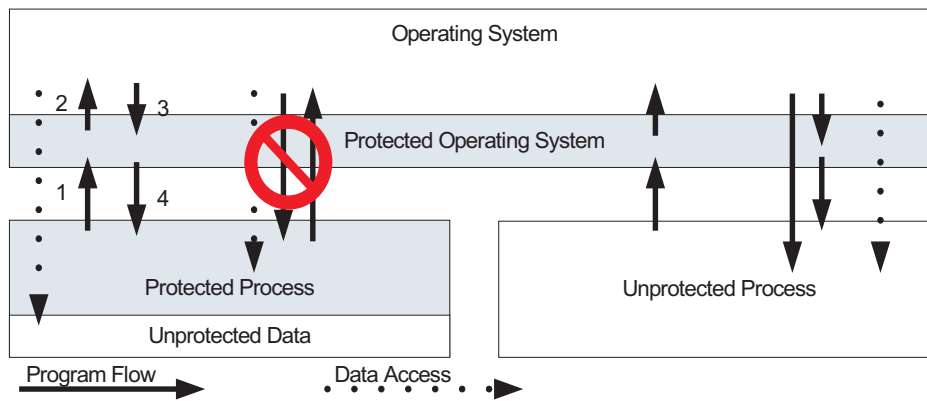 Operating System
2
3
Protected Operating System
1
4
Protected Process
Unprotected Process
Unprotected Data
Program Flow
Data Access